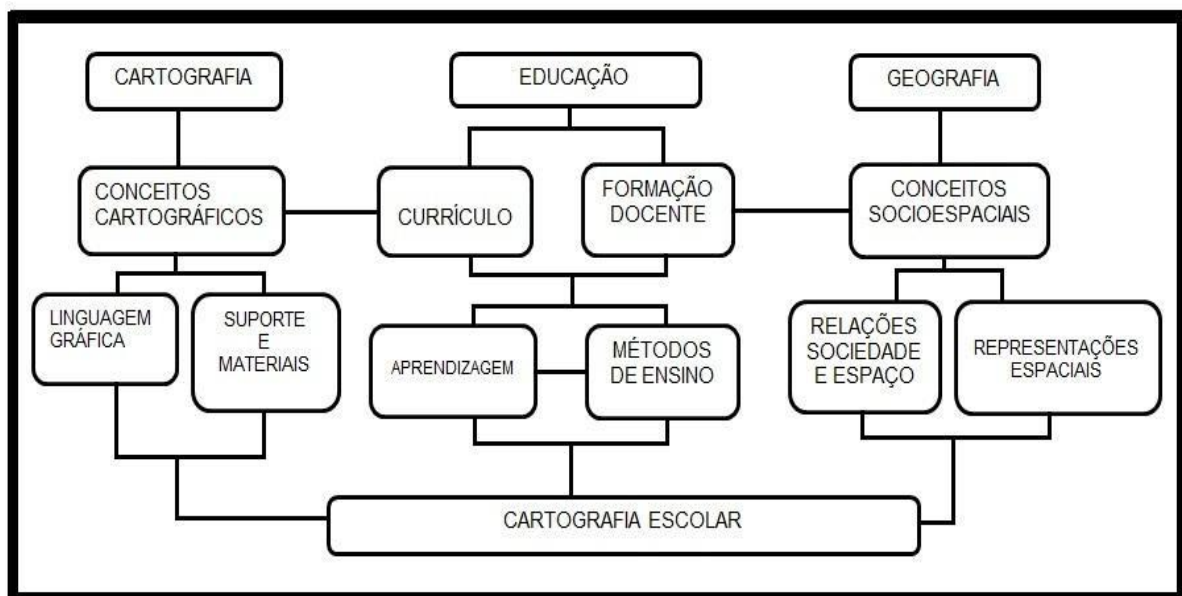 CARTOGRAFIA
EDUCAÇÃO
GEOGRAFIA
CONCEITOS
CARTOGRÁFICOS
CURRÍCULO
FORMAÇÃO
DOCENTE
CONCEITOS
SOCIOESPACIAIS
LINGUAGEM
GRÁFICA
SUPORTE
E
MATERIAIS
APRENDIZAGEM
MÉTODOS
DE ENSINO
RELAÇÕES
SOCIEDADE
E ESPAÇO
REPRESENTAÇÕES
ESPACIAIS
CARTOGRAFIA ESCOLAR